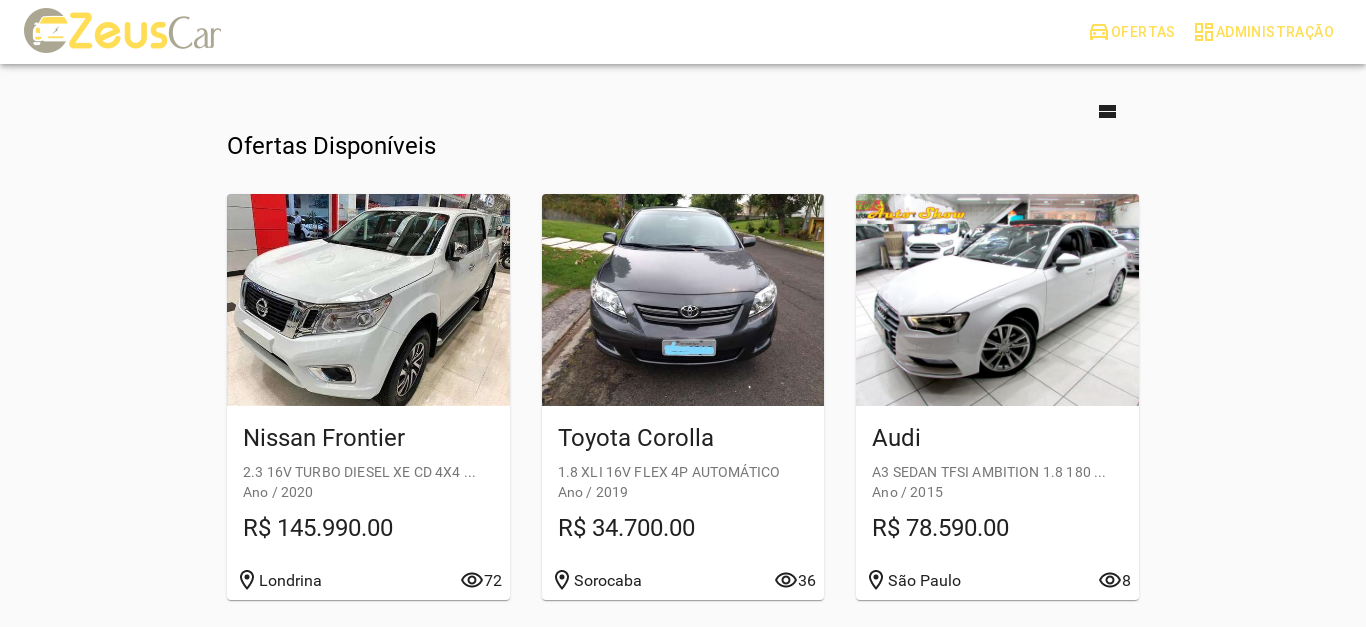 ZeusCar
OFERTAS
ADMINISTRAÇÃO
Ofertas Disponíveis
Auto Show
Nissan Frontier
2.3 16V TURBO DIESEL XE CD 4X4 ...
Ano / 2020
R$ 145.990.00
Londrina
72
Toyota Corolla
1.8 XLI 16V FLEX 4P AUTOMÁTICO
Ano / 2019
R$ 34.700.00
Sorocaba
36
Audi
A3 SEDAN TFSI AMBITION 1.8 180 ...
Ano / 2015
R$ 78.590.00
São Paulo
8